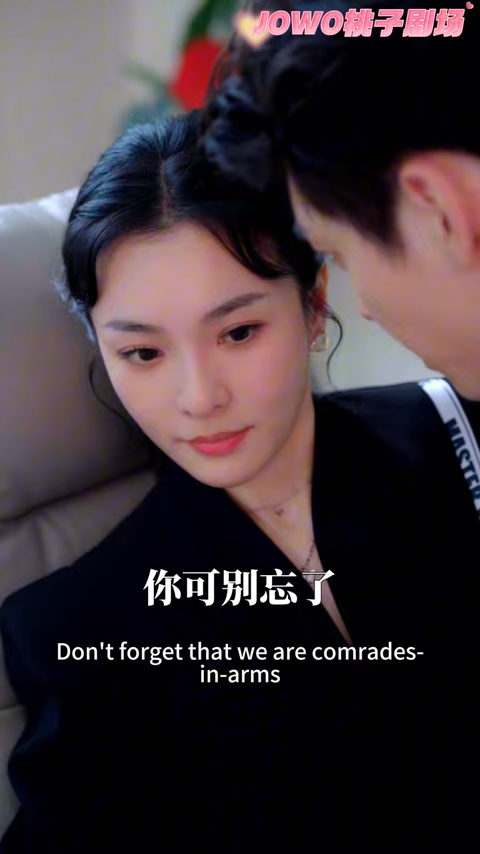 JOWO桃子剧场
MASTER
你可别忘了
Don't forget that we are comrades-
in-arms